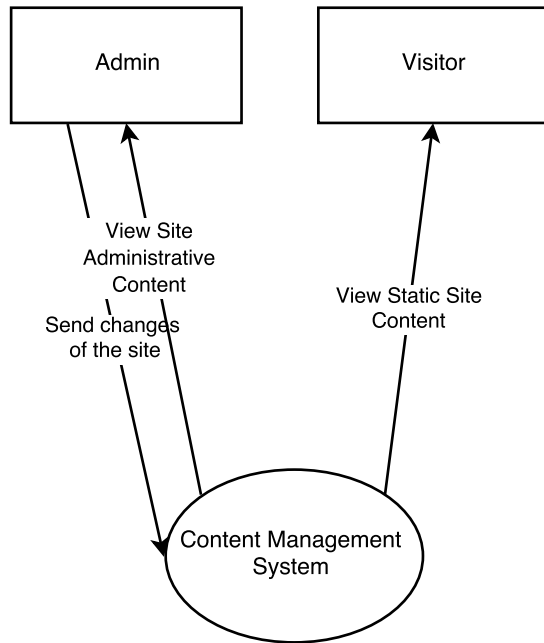 Admin
Visitor
View Site
Administrative
Content
Send changes
of the site
View Static Site
Content
Content Management
System